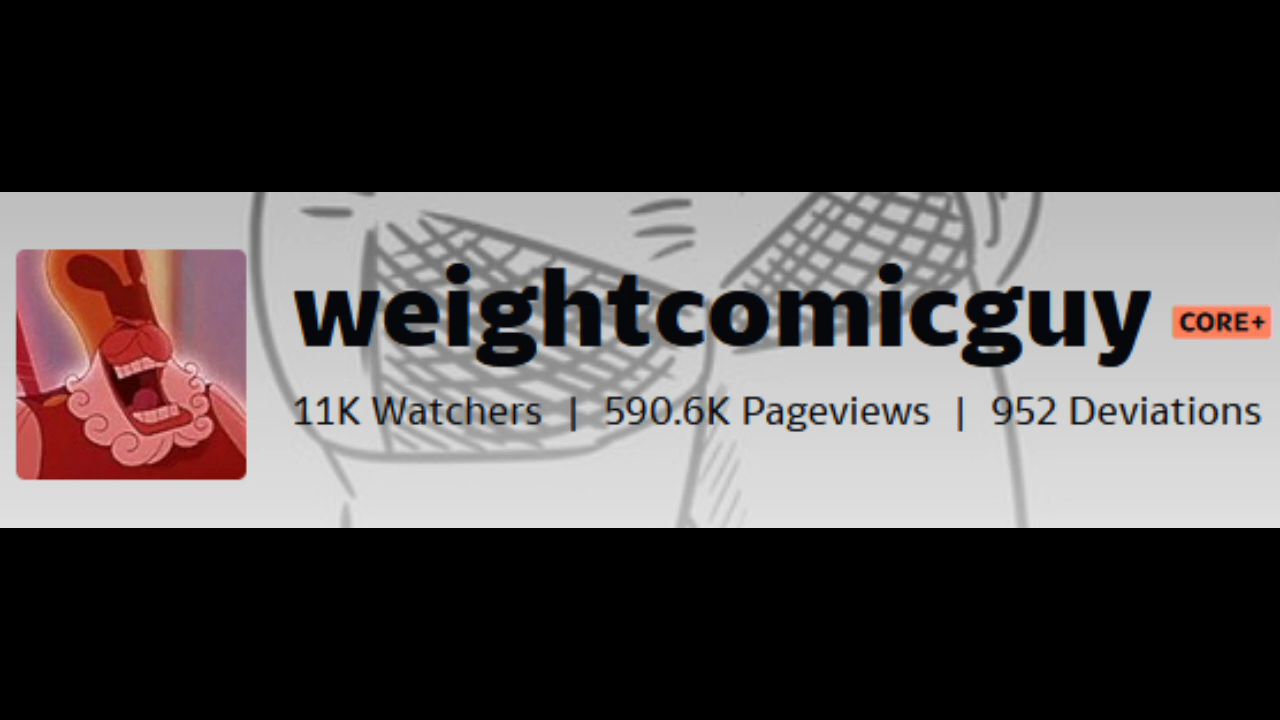 weightcomicguy CORE+
11K Watchers | 590.6K Pageviews | 952 Deviations